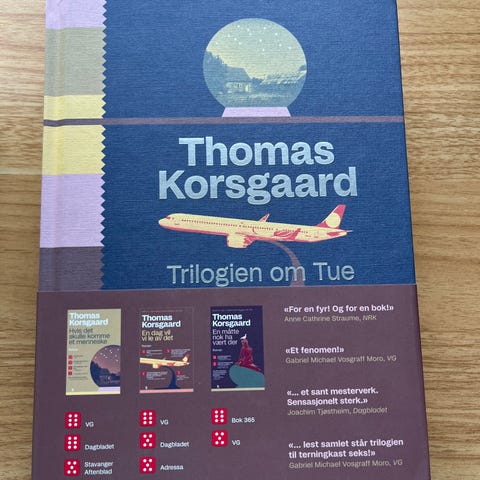 Thomas
Korsgaard
Trilogien om Tue
Thomas
Korsgaard
Hvis det
skulle komme
et menneske
Thomas
Korsgaard
En dag vil
vi le av det
Thomas
Korsgaard
En måtte
nok ha
vært der
VG
Dagbladet
Stavanger
Aftenblad
VG
Dagbladet
Adressa
Bok 365
VG
«For en fyr! Og for en bok!»
Anne Cathrine Straume, NRK
«Et fenomen!»
Gabriel Michael Vosgraff Moro, VG
«... et sant mesterverk.
Sensasjonelt sterk.»
Joachim Tjøstheim, Dagbladet
«... lest samlet står trilogien
til terningkast seks!»
Gabriel Michael Vosgraff Moro, VG